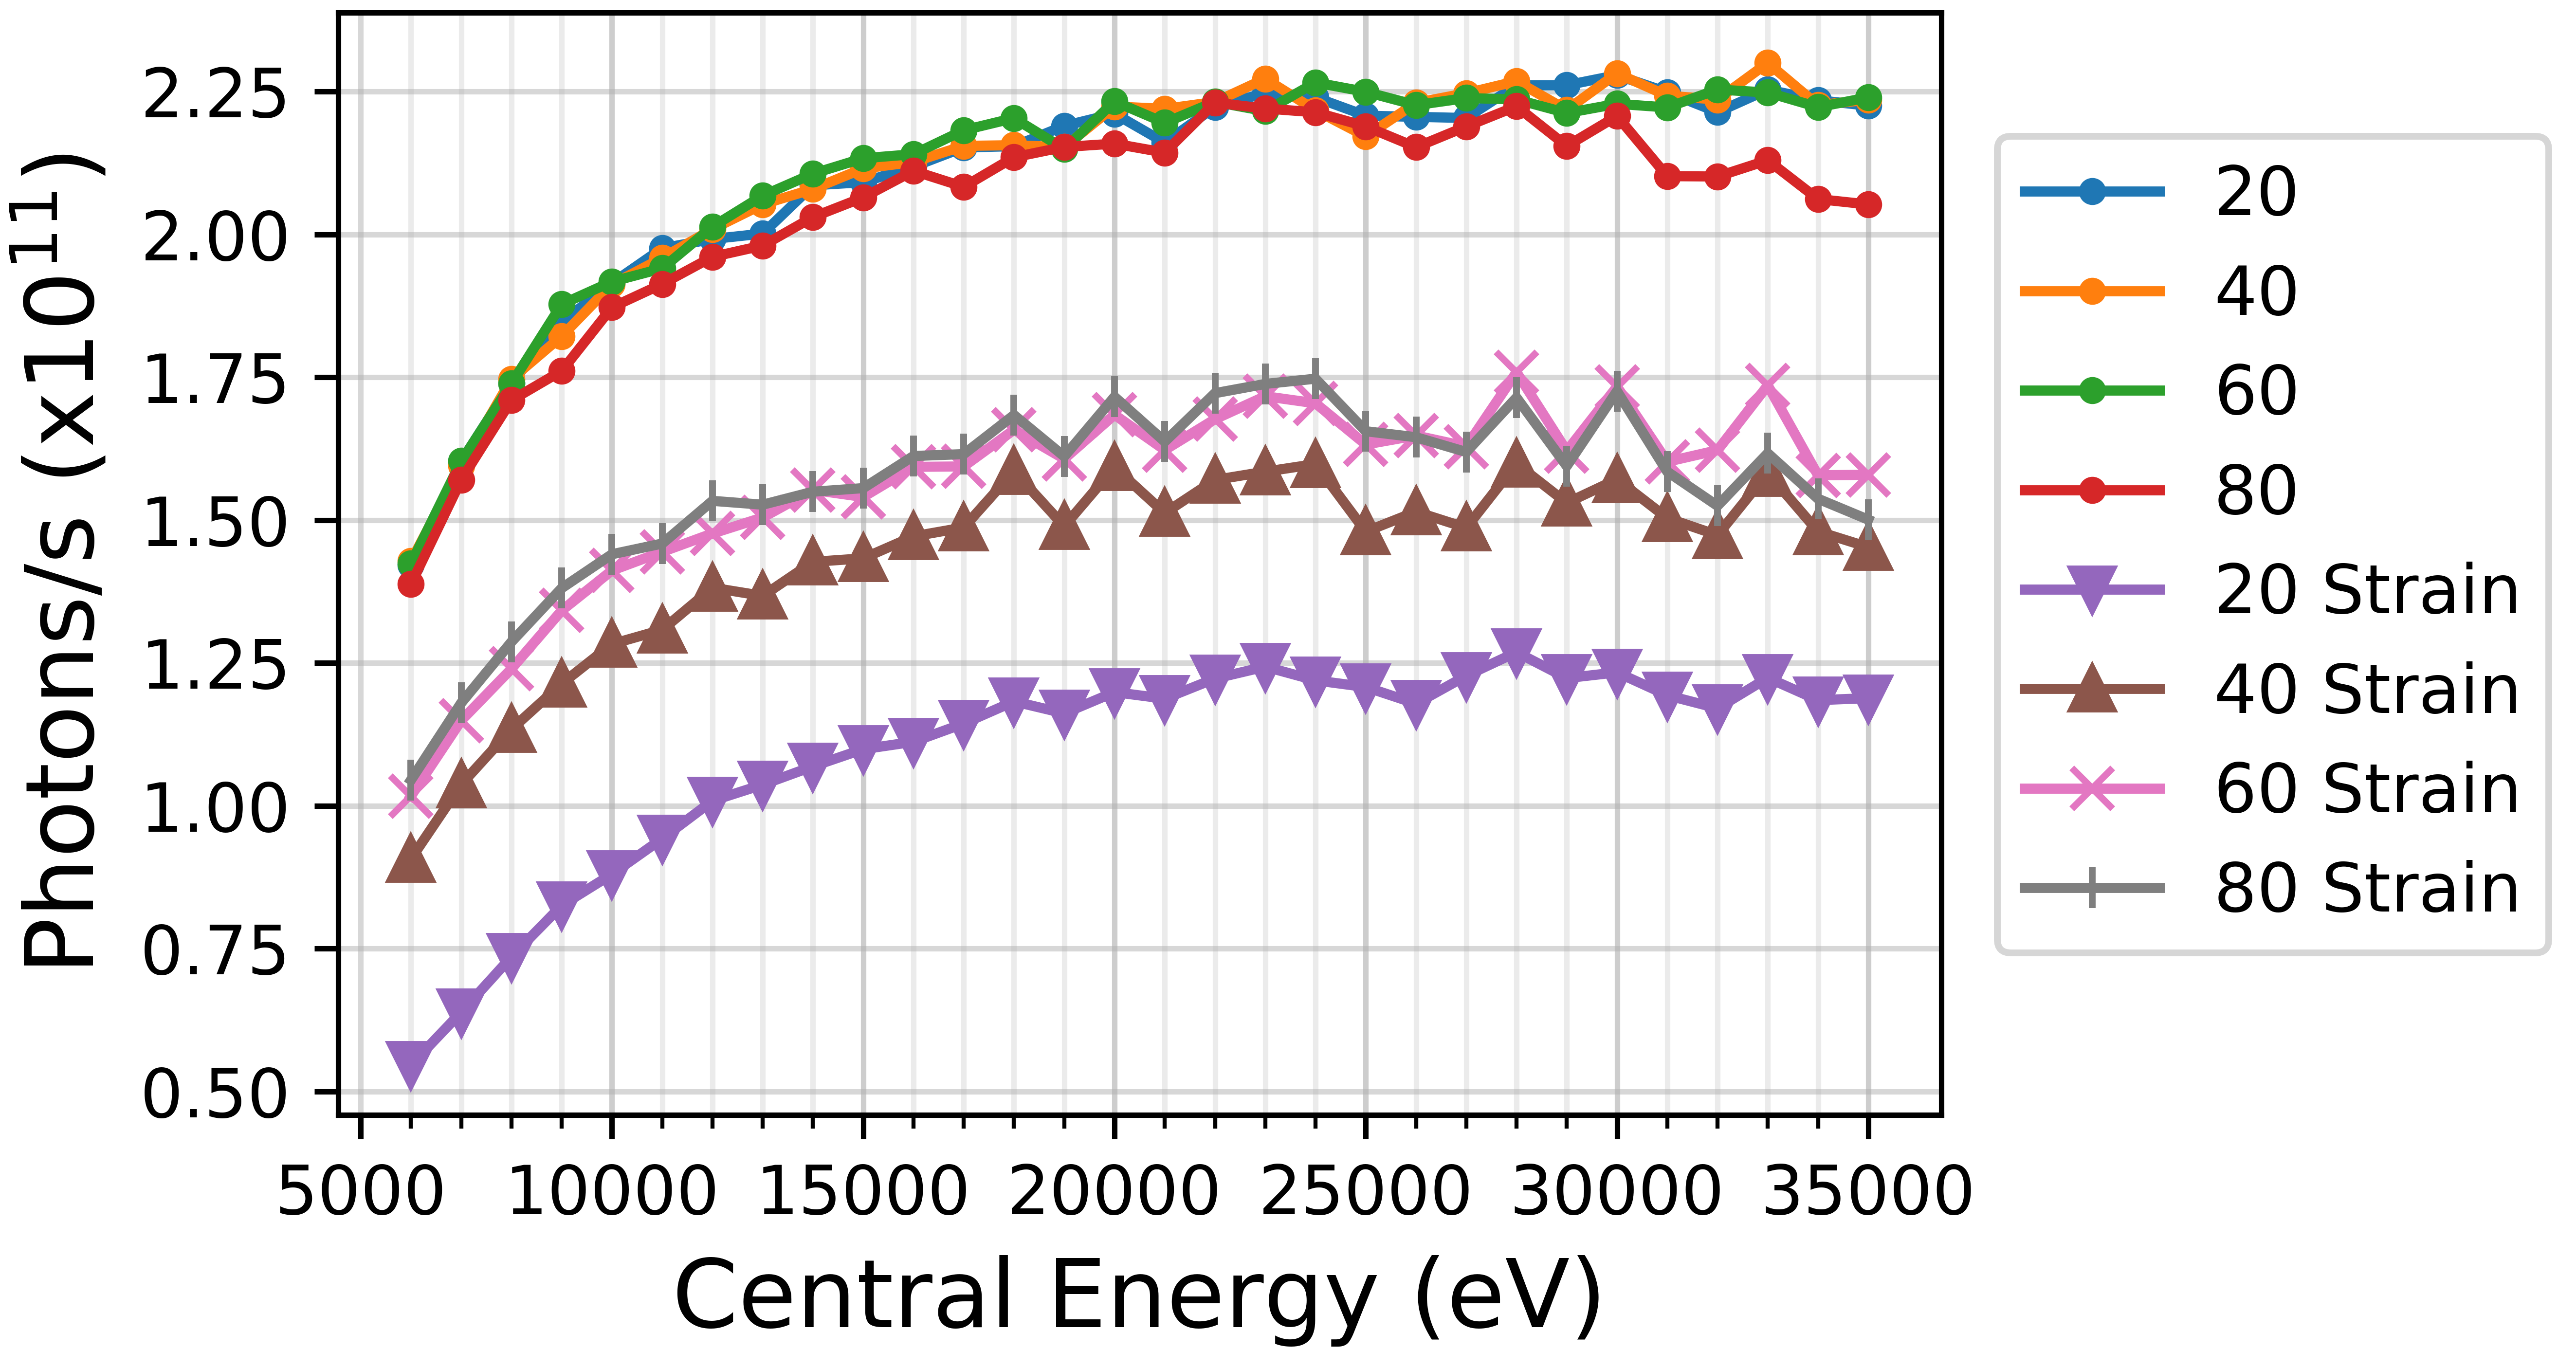 Photons/s (x10¹¹)
2.25
2.00
1.75
1.50
1.25
1.00
0.75
0.50
5000 10000 15000 20000 25000 30000 35000
Central Energy (eV)
20
40
60
80
20 Strain
40 Strain
60 Strain
80 Strain